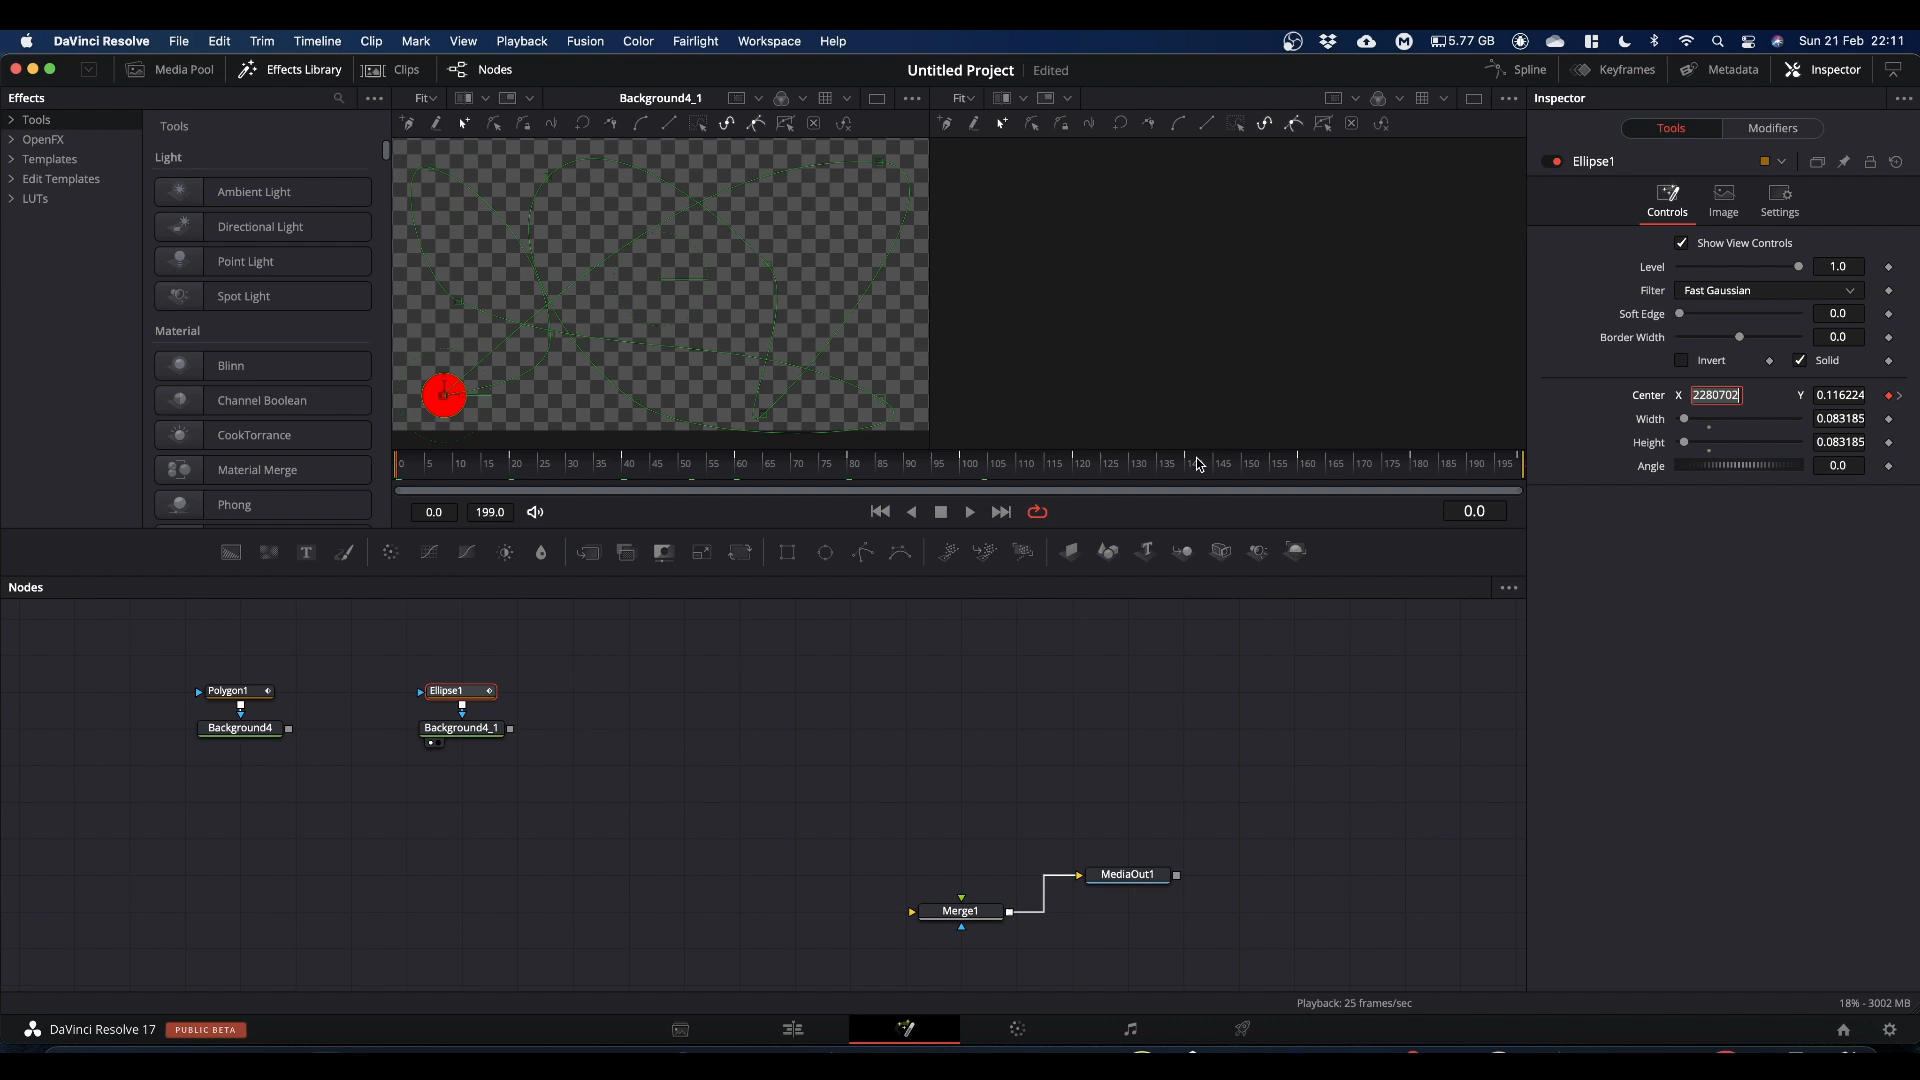 DaVinci Resolve File Edit Trim Timeline Clip Mark View Playback Fusion Color Fairlight Workspace Help 5.77 GB Sun 21 Feb 22:11
Media Pool Effects Library Clips Nodes Untitled Project Edited Spline Keyframes Metadata Inspector
Effects Fit Background4_1 Fit Inspector
Tools
OpenFX
Templates
Edit Templates
LUTs
Tools
Light
Ambient Light
Directional Light
Point Light
Spot Light
Material
Blinn
Channel Boolean
CookTorrance
Material Merge
Phong
0 5 10 15 20 25 30 35 40 45 50 55 60 65 70 75 80 85 90 95 100 105 110 115 120 125 130 135 145 150 155 160 165 170 175 180 185 190 195
0.0 199.0 0.0
Tools Modifiers
Ellipse1
Controls Image Settings
Show View Controls
Level 1.0
Filter Fast Gaussian
Soft Edge 0.0
Border Width 0.0
Invert Solid
Center X 2280702 Y 0.116224
Width 0.083185
Height 0.083185
Angle 0.0
Nodes
Polygon1 Ellipse1
Background4 Background4_1
MediaOut1
Merge1
Playback: 25 frames/sec 18% - 3002 MB
DaVinci Resolve 17 PUBLIC BETA